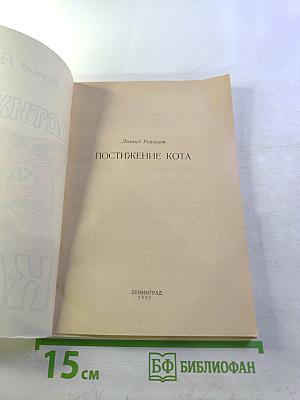 Леонид Рейхерт
ПОСТИЖЕНИЕ КОТА
ЛЕНИНГРАД
15 см
БФ БИБЛИОФАН